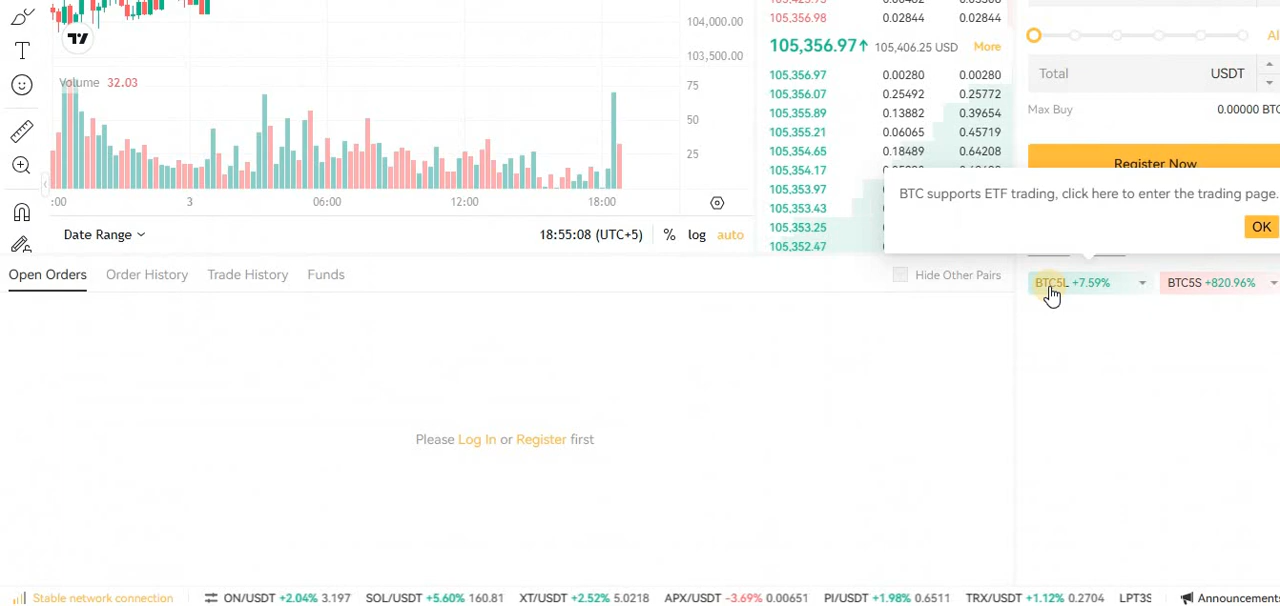 104,000.00
103,500.00
Volume 32.03
75
50
25
:00 3 06:00 12:00 18:00
Date Range 18:55:08 (UTC+5) % log auto
105,356.98 0.02844 0.02844
105,356.97↑ 105,406.25 USD More
105,356.97 0.00280 0.00280
105,356.07 0.25492 0.25772
105,355.89 0.13882 0.39654
105,355.21 0.06065 0.45719
105,354.65 0.18489 0.64208
105,354.17
105,353.97
105,353.43
105,353.25
105,352.47
Total USDT
Max Buy 0.00000 BTC
Register Now
BTC supports ETF trading, click here to enter the trading page.
OK
Open Orders Order History Trade History Funds Hide Other Pairs
BTC5L +7.59% BTC5S +820.96%
Please Log In or Register first
Stable network connection ON/USDT +2.04% 3.197 SOL/USDT +5.60% 160.81 XT/USDT +2.52% 5.0218 APX/USDT -3.69% 0.00651 PI/USDT +1.98% 0.6511 TRX/USDT +1.12% 0.2704 LPT3S Announcements